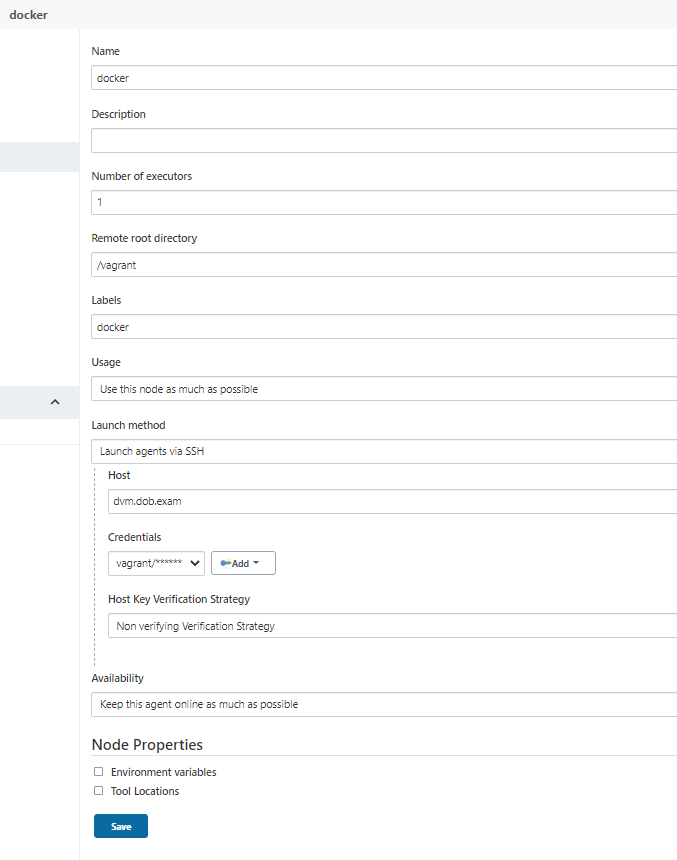 docker
Name
docker
Description
Number of executors
1
Remote root directory
/vagrant
Labels
docker
Usage
Use this node as much as possible
Launch method
Launch agents via SSH
Host
dvm.dob.exam
Credentials
vagrant/******
Add
Host Key Verification Strategy
Non verifying Verification Strategy
Availability
Keep this agent online as much as possible
Node Properties
Environment variables
Tool Locations
Save